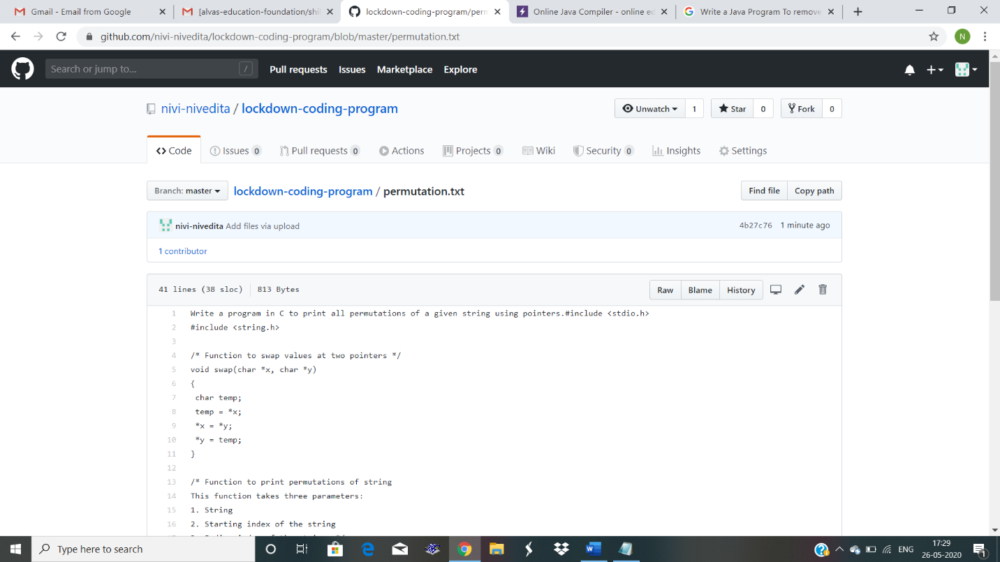 Gmail - Email from Google
[alvas-education-foundation/shi
lockdown-coding-program/perm
Online Java Compiler - online ed
Write a Java Program To remove
github.com/nivi-nivedita/lockdown-coding-program/blob/master/permutation.txt
N
Search or jump to... /
Pull requests Issues Marketplace Explore
nivi-nivedita / lockdown-coding-program
Unwatch 1 Star 0 Fork 0
<> Code Issues 0 Pull requests 0 Actions Projects 0 Wiki Security 0 Insights Settings
Branch: master lockdown-coding-program / permutation.txt Find file Copy path
nivi-nivedita Add files via upload 4b27c76 1 minute ago
1 contributor
41 lines (38 sloc) 813 Bytes Raw Blame History
1 Write a program in C to print all permutations of a given string using pointers.#include <stdio.h>
2 #include <string.h>
3
4 /* Function to swap values at two pointers */
5 void swap(char *x, char *y)
6 {
7 char temp;
8 temp = *x;
9 *x = *y;
10 *y = temp;
11 }
12
13 /* Function to print permutations of string
14 This function takes three parameters:
15 1. String
16 2. Starting index of the string
Type here to search
ENG
17:29
26-05-2020
1